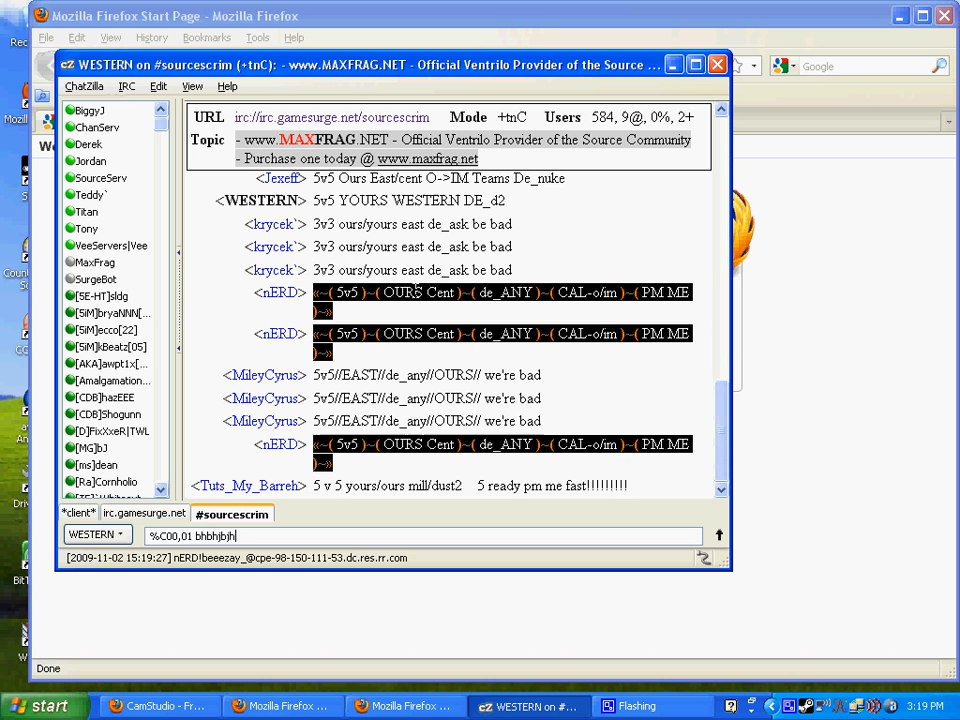 Mozilla Firefox Start Page - Mozilla Firefox
File Edit View History Bookmarks Tools Help
Google
WESTERN on #sourcescrim (+tnC): - www.MAXFRAG.NET - Official Ventrilo Provider of the Source ...
ChatZilla IRC Edit View Help
URL irc://irc.gamesurge.net/sourcescrim Mode +tnC Users 584, 9@, 0%, 2+
Topic - www.MAXFRAG.NET - Official Ventrilo Provider of the Source Community
- Purchase one today @ www.maxfrag.net
BiggyJ
ChanServ
Derek
Jordan
SourceServ
Teddy`
Titan
Tony
VeeServers|Vee
MaxFrag
SurgeBot
[5E-HT]sldg
[5iM]bryaNNN[...
[5iM]ecco[22]
[5iM]kBeatz[05]
[AKA]awpt1x[...
[Amalgamation...
[CDB]hazEEE
[CDB]Shogunn
[D]FixXxeR|TWL
[MG]bJ
[ms]dean
[Ra]Cornholio
<Jexeff> 5v5 Ours East/cent O->IM Teams De_nuke
<WESTERN> 5v5 YOURS WESTERN DE_d2
<krycek`> 3v3 ours/yours east de_ask be bad
<krycek`> 3v3 ours/yours east de_ask be bad
<krycek`> 3v3 ours/yours east de_ask be bad
<nERD> «~( 5v5 )~( OURS Cent )~( de_ANY )~( CAL-o/im )~( PM ME
)~»
<nERD> «~( 5v5 )~( OURS Cent )~( de_ANY )~( CAL-o/im )~( PM ME
)~»
<MileyCyrus> 5v5//EAST//de_any//OURS// we're bad
<MileyCyrus> 5v5//EAST//de_any//OURS// we're bad
<MileyCyrus> 5v5//EAST//de_any//OURS// we're bad
<nERD> «~( 5v5 )~( OURS Cent )~( de_ANY )~( CAL-o/im )~( PM ME
)~»
<Tuts_My_Barreh> 5 v 5 yours/ours mill/dust2 5 ready pm me fast!!!!!!!!!
*client* irc.gamesurge.net #sourcescrim
WESTERN %C00,01 bhbhjbjh
[2009-11-02 15:19:27] nERD!beeezay_@cpe-98-150-111-53.dc.res.rr.com
Done
start CamStudio - Fr... Mozilla Firefox ... Mozilla Firefox ... WESTERN on #... Flashing 3:19 PM